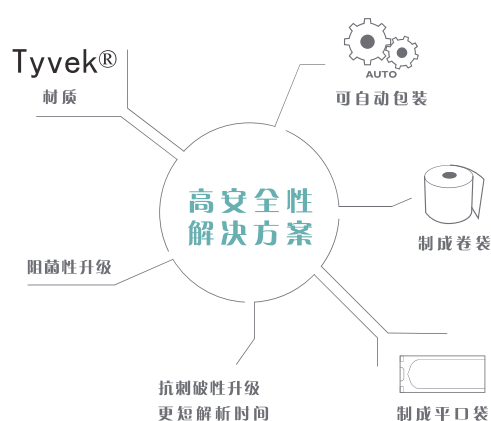 Tyvek®
材质
AUTO
可自动包装
高安全性
解决方案
制成卷袋
阻菌性升级
抗刺破性升级
更短解析时间
制成平口袋